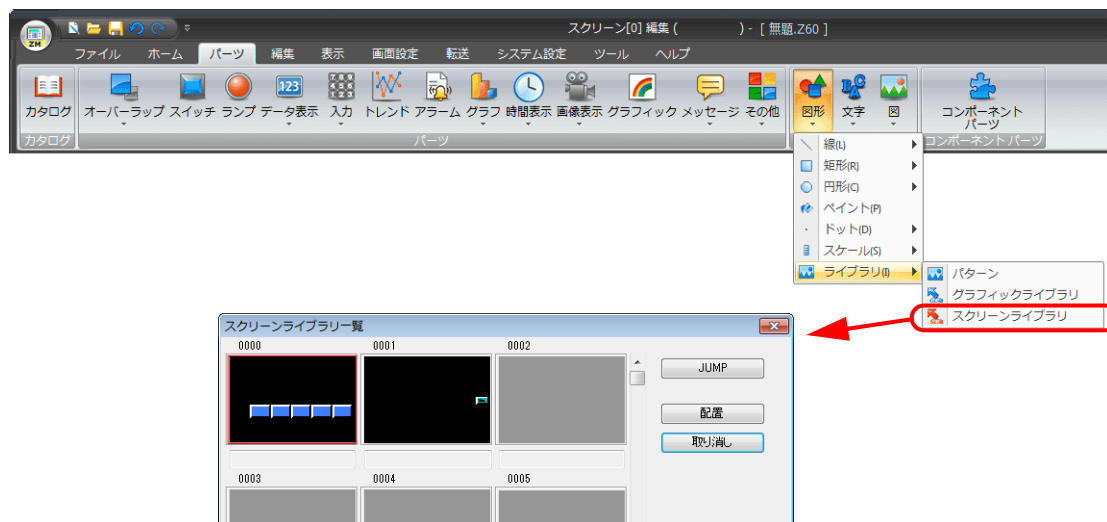 スクリーン[0] 編集 ( ) - [ 無題.Z60 ]
ZM
ファイル ホーム パーツ 編集 表示 画面設定 転送 システム設定 ツール ヘルプ
123
カタログ オーバーラップ スイッチ ランプ データ表示 入力 トレンド アラーム グラフ 時間表示 画像表示 グラフィック メッセージ その他 図形 文字 図 コンポーネント
パーツ
カタログ パーツ コンポーネントパーツ
線(L)
矩形(R)
円形(C)
ペイント(P)
ドット(D)
スケール(S)
ライブラリ(I) パターン
グラフィックライブラリ
スクリーンライブラリ
スクリーンライブラリ一覧
0000 0001 0002
JUMP
配置
取り消し
0003 0004 0005